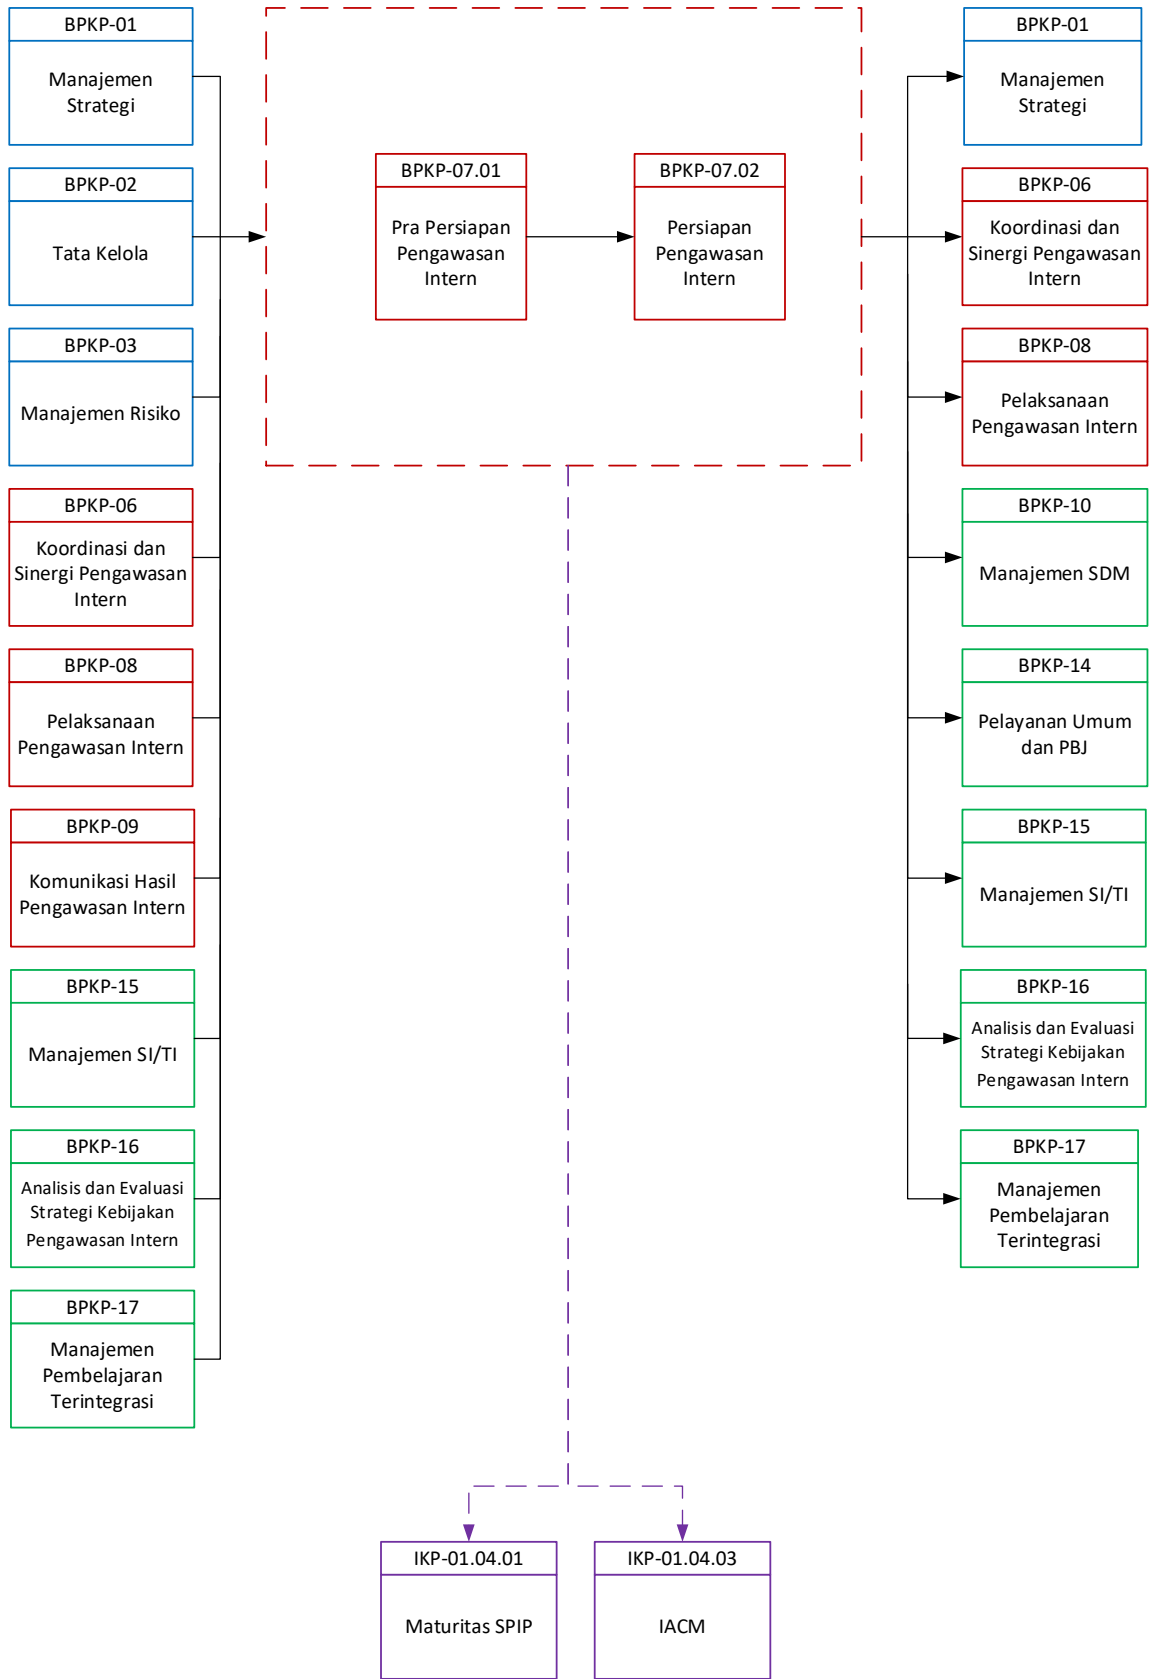 BPKP-01
Manajemen
Strategi
BPKP-02
Tata Kelola
BPKP-03
Manajemen Risiko
BPKP-06
Koordinasi dan
Sinergi Pengawasan
Intern
BPKP-08
Pelaksanaan
Pengawasan Intern
BPKP-09
Komunikasi Hasil
Pengawasan Intern
BPKP-15
Manajemen SI/TI
BPKP-16
Analisis dan Evaluasi
Strategi Kebijakan
Pengawasan Intern
BPKP-17
Manajemen
Pembelajaran
Terintegrasi
BPKP-07.01
Pra Persiapan
Pengawasan
Intern
BPKP-07.02
Persiapan
Pengawasan
Intern
BPKP-01
Manajemen
Strategi
BPKP-06
Koordinasi dan
Sinergi Pengawasan
Intern
BPKP-08
Pelaksanaan
Pengawasan Intern
BPKP-10
Manajemen SDM
BPKP-14
Pelayanan Umum
dan PBJ
BPKP-15
Manajemen SI/TI
BPKP-16
Analisis dan Evaluasi
Strategi Kebijakan
Pengawasan Intern
BPKP-17
Manajemen
Pembelajaran
Terintegrasi
IKP-01.04.01
Maturitas SPIP
IKP-01.04.03
IACM